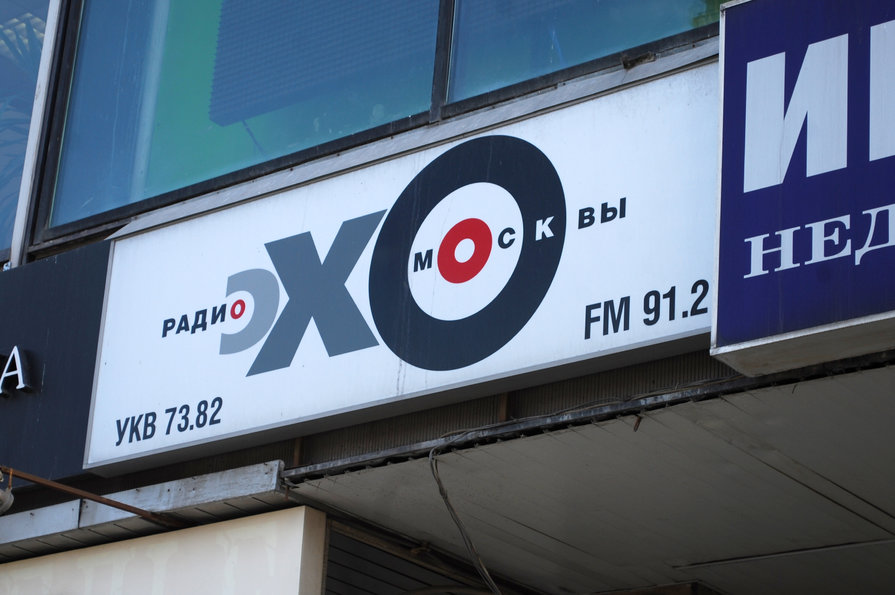 РАДИО ЭХО МОСКВЫ
FM 91.2
УКВ 73.82
А
НЕД